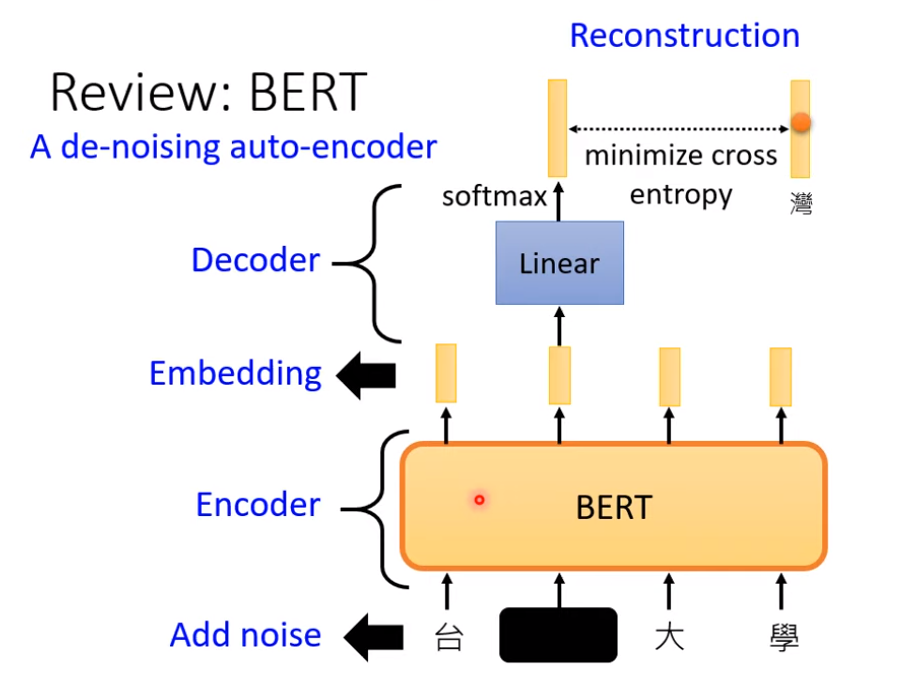 Reconstruction
Review: BERT
A de-noising auto-encoder
minimize cross
entropy
softmax
灣
Decoder
Linear
Embedding
Encoder
BERT
Add noise
台 大 學